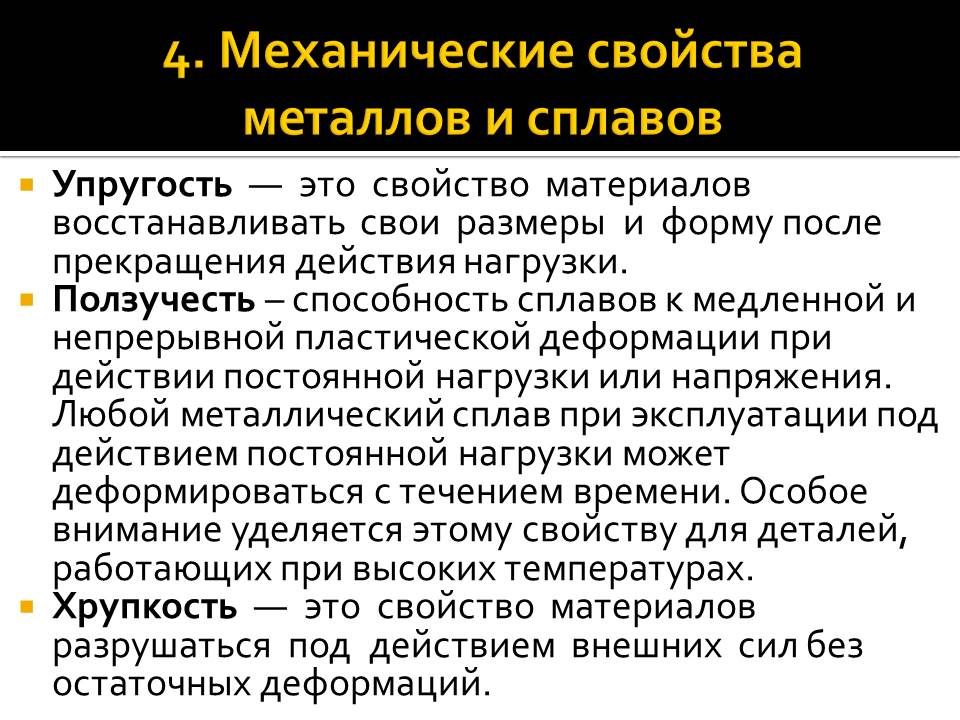 4. Механические свойства
металлов и сплавов
Упругость — это свойство материалов
восстанавливать свои размеры и форму после
прекращения действия нагрузки.
Ползучесть – способность сплавов к медленной и
непрерывной пластической деформации при
действии постоянной нагрузки или напряжения.
Любой металлический сплав при эксплуатации под
действием постоянной нагрузки может
деформироваться с течением времени. Особое
внимание уделяется этому свойству для деталей,
работающих при высоких температурах.
Хрупкость — это свойство материалов
разрушаться под действием внешних сил без
остаточных деформаций.